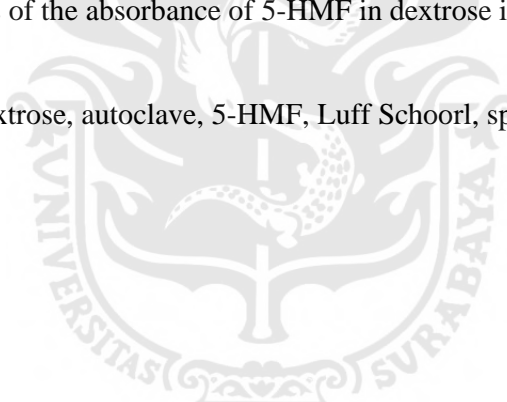 of the absorbance of 5-HMF in dextrose i
xtrose, autoclave, 5-HMF, Luff Schoorl, sp
UNIVERSITAS SURABAYA